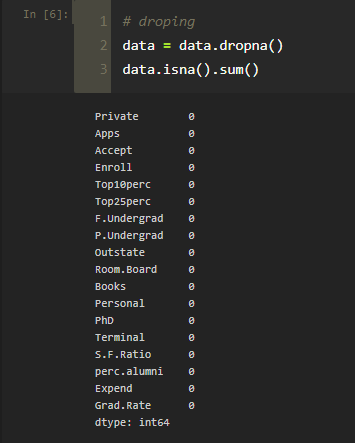 In [6]:
1 # droping
2 data = data.dropna()
3 data.isna().sum()
Private 0
Apps 0
Accept 0
Enroll 0
Top10perc 0
Top25perc 0
F.Undergrad 0
P.Undergrad 0
Outstate 0
Room.Board 0
Books 0
Personal 0
PhD 0
Terminal 0
S.F.Ratio 0
perc.alumni 0
Expend 0
Grad.Rate 0
dtype: int64